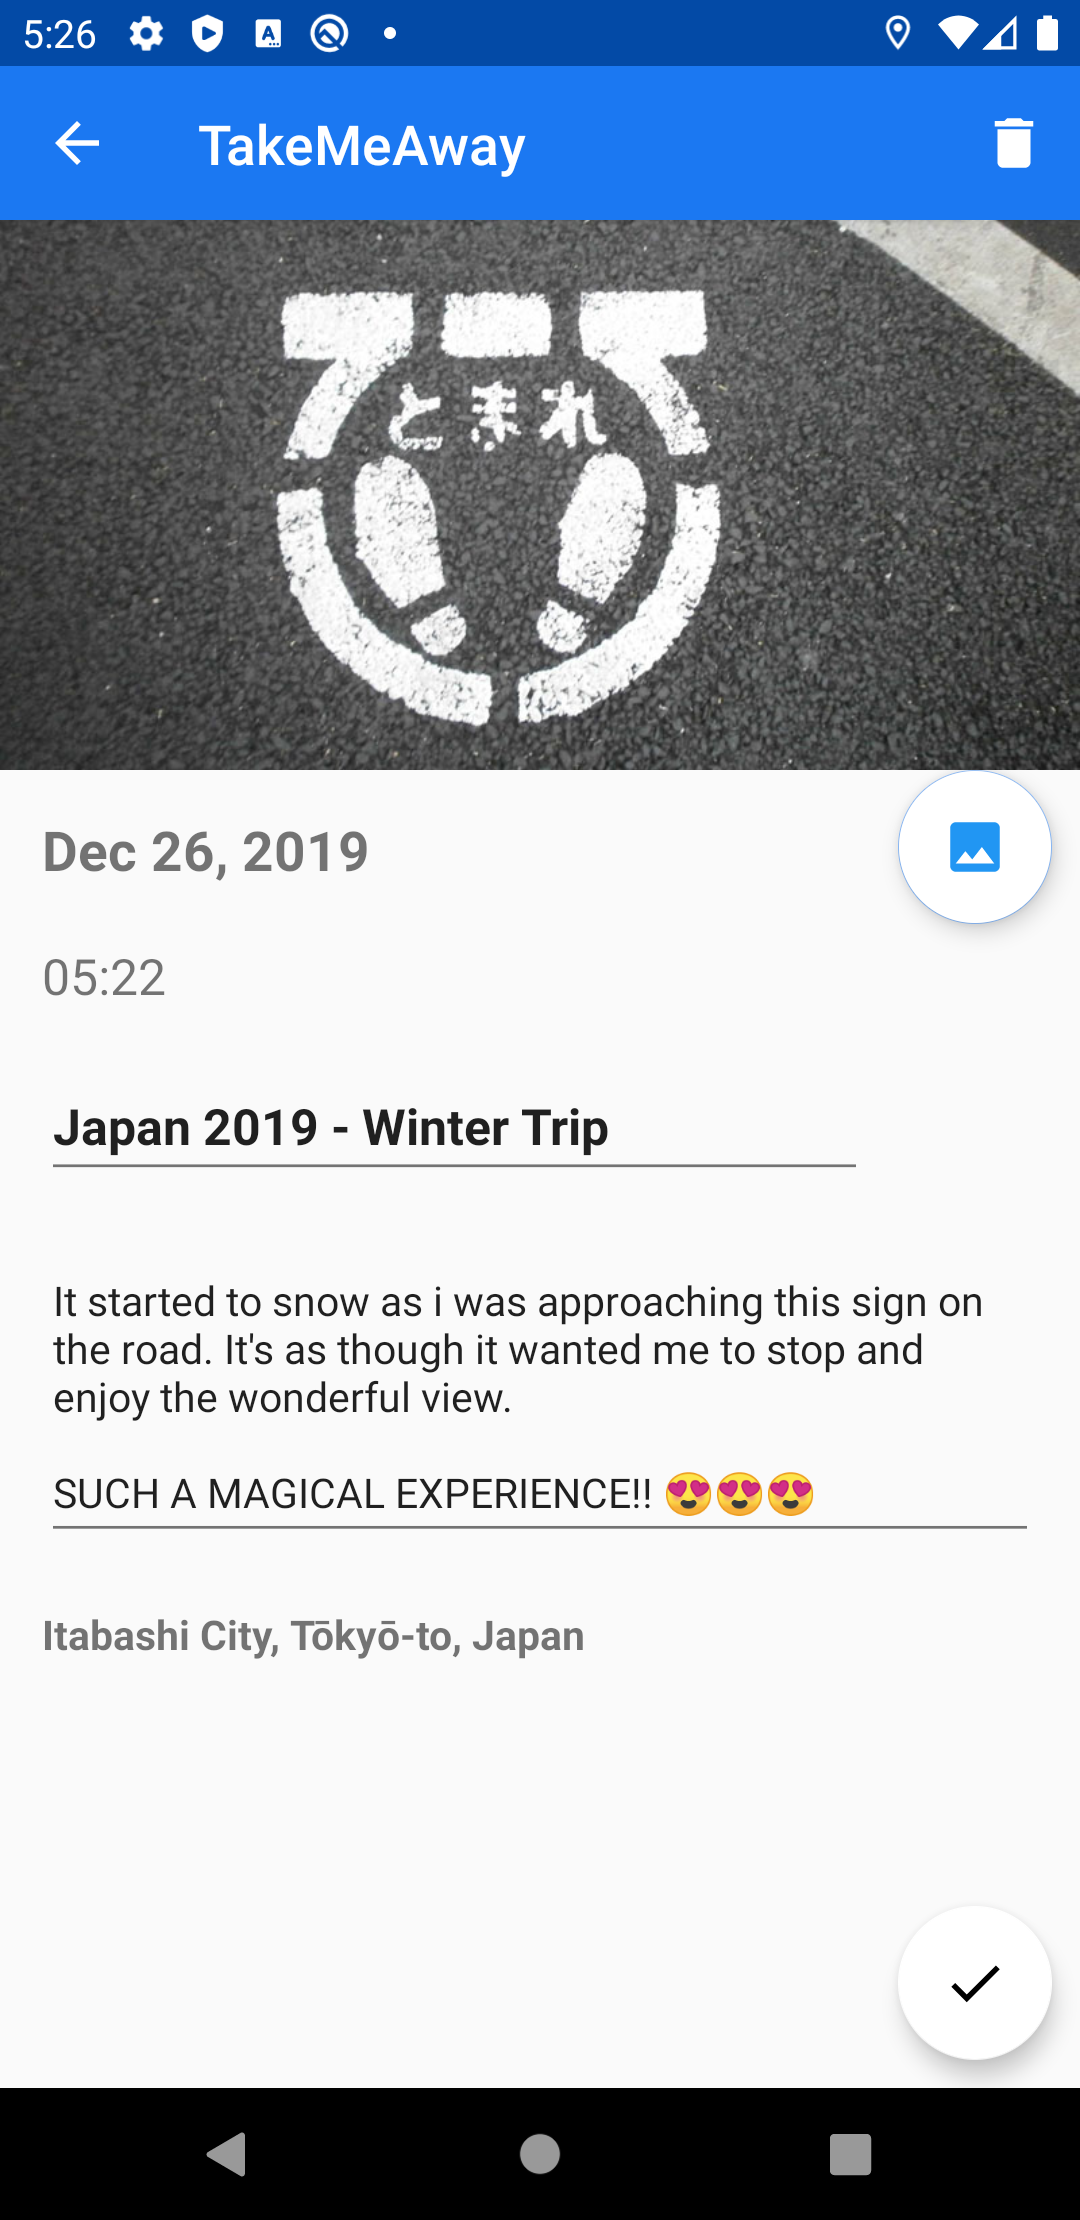 5:26
TakeMeAway
とまれ
Dec 26, 2019
05:22
Japan 2019 - Winter Trip
It started to snow as i was approaching this sign on
the road. It's as though it wanted me to stop and
enjoy the wonderful view.
SUCH A MAGICAL EXPERIENCE!! 😍😍😍
Itabashi City, Tōkyō-to, Japan